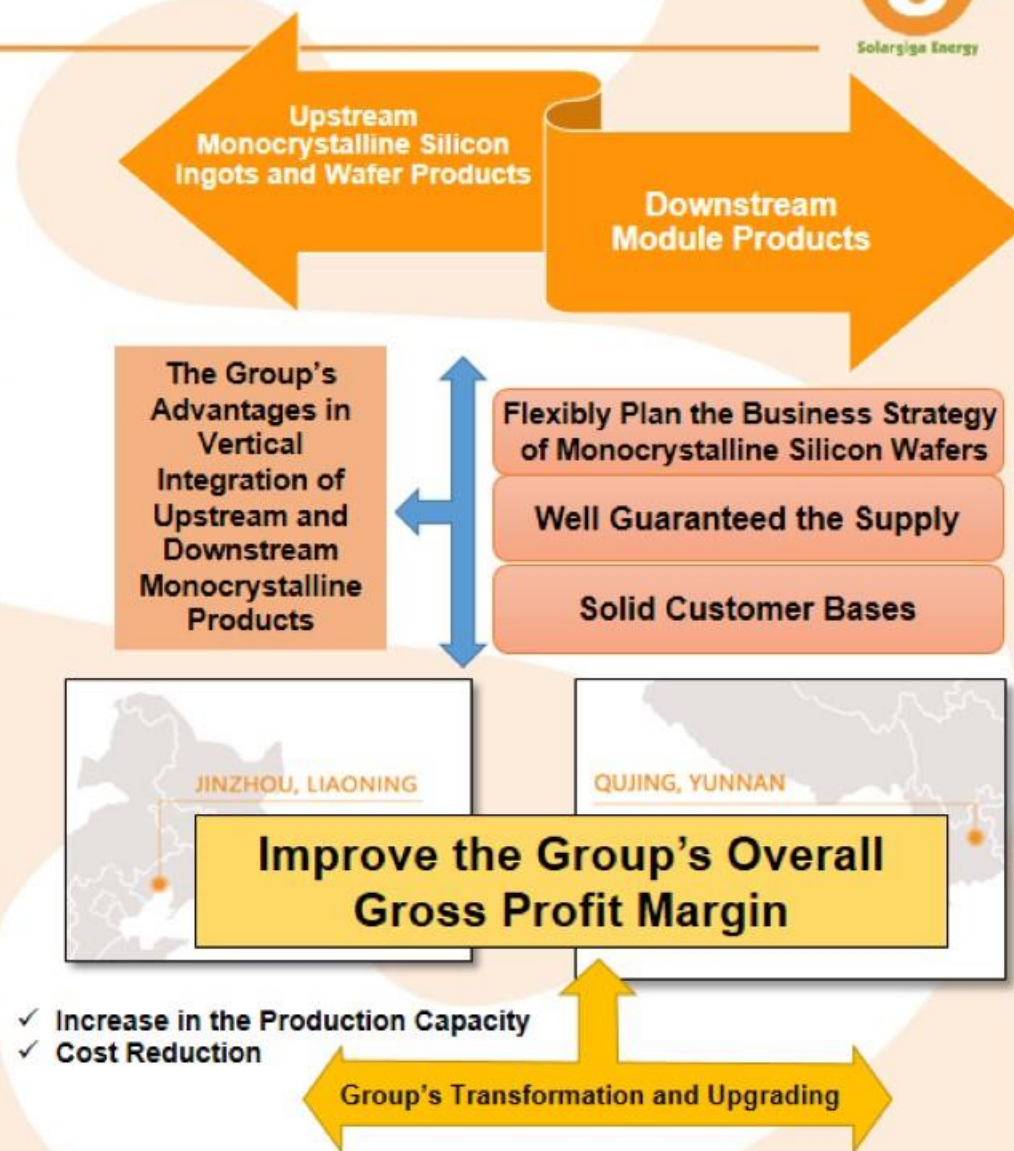 Solargiga Energy
Upstream
Monocrystalline Silicon
Ingots and Wafer Products
Downstream
Module Products
The Group's
Advantages in
Vertical
Integration of
Upstream and
Downstream
Monocrystalline
Products
Flexibly Plan the Business Strategy
of Monocrystalline Silicon Wafers
Well Guaranteed the Supply
Solid Customer Bases
JINZHOU, LIAONING
QUJING, YUNNAN
Improve the Group's Overall
Gross Profit Margin
✓ Increase in the Production Capacity
✓ Cost Reduction
Group's Transformation and Upgrading